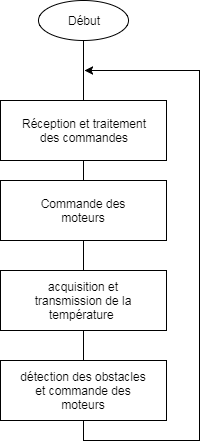 Début
Réception et traitement
des commandes
Commande des
moteurs
acquisition et
transmission de la
température
détection des obstacles
et commande des
moteurs